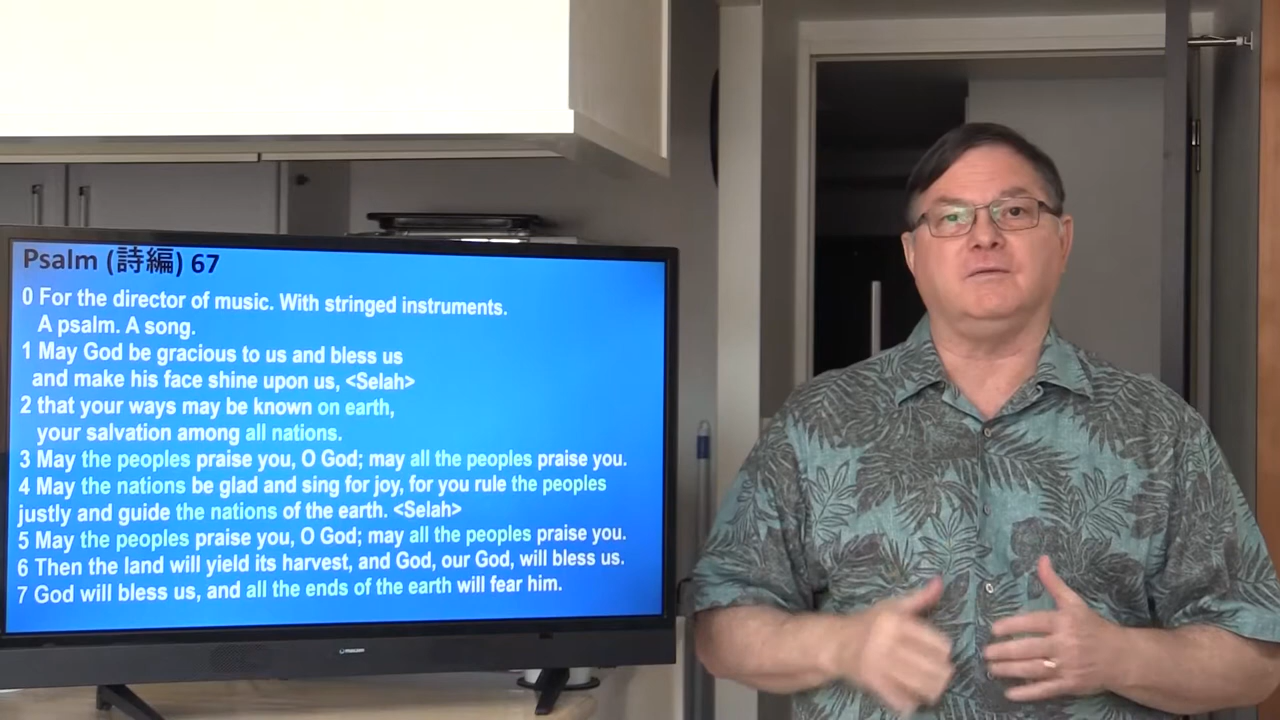 Psalm (詩編) 67
0 For the director of music. With stringed instruments.
A psalm. A song.
1 May God be gracious to us and bless us
and make his face shine upon us, <Selah>
2 that your ways may be known on earth,
your salvation among all nations.
3 May the peoples praise you, O God; may all the peoples praise you.
4 May the nations be glad and sing for joy, for you rule the peoples
justly and guide the nations of the earth. <Selah>
5 May the peoples praise you, O God; may all the peoples praise you.
6 Then the land will yield its harvest, and God, our God, will bless us.
7 God will bless us, and all the ends of the earth will fear him.